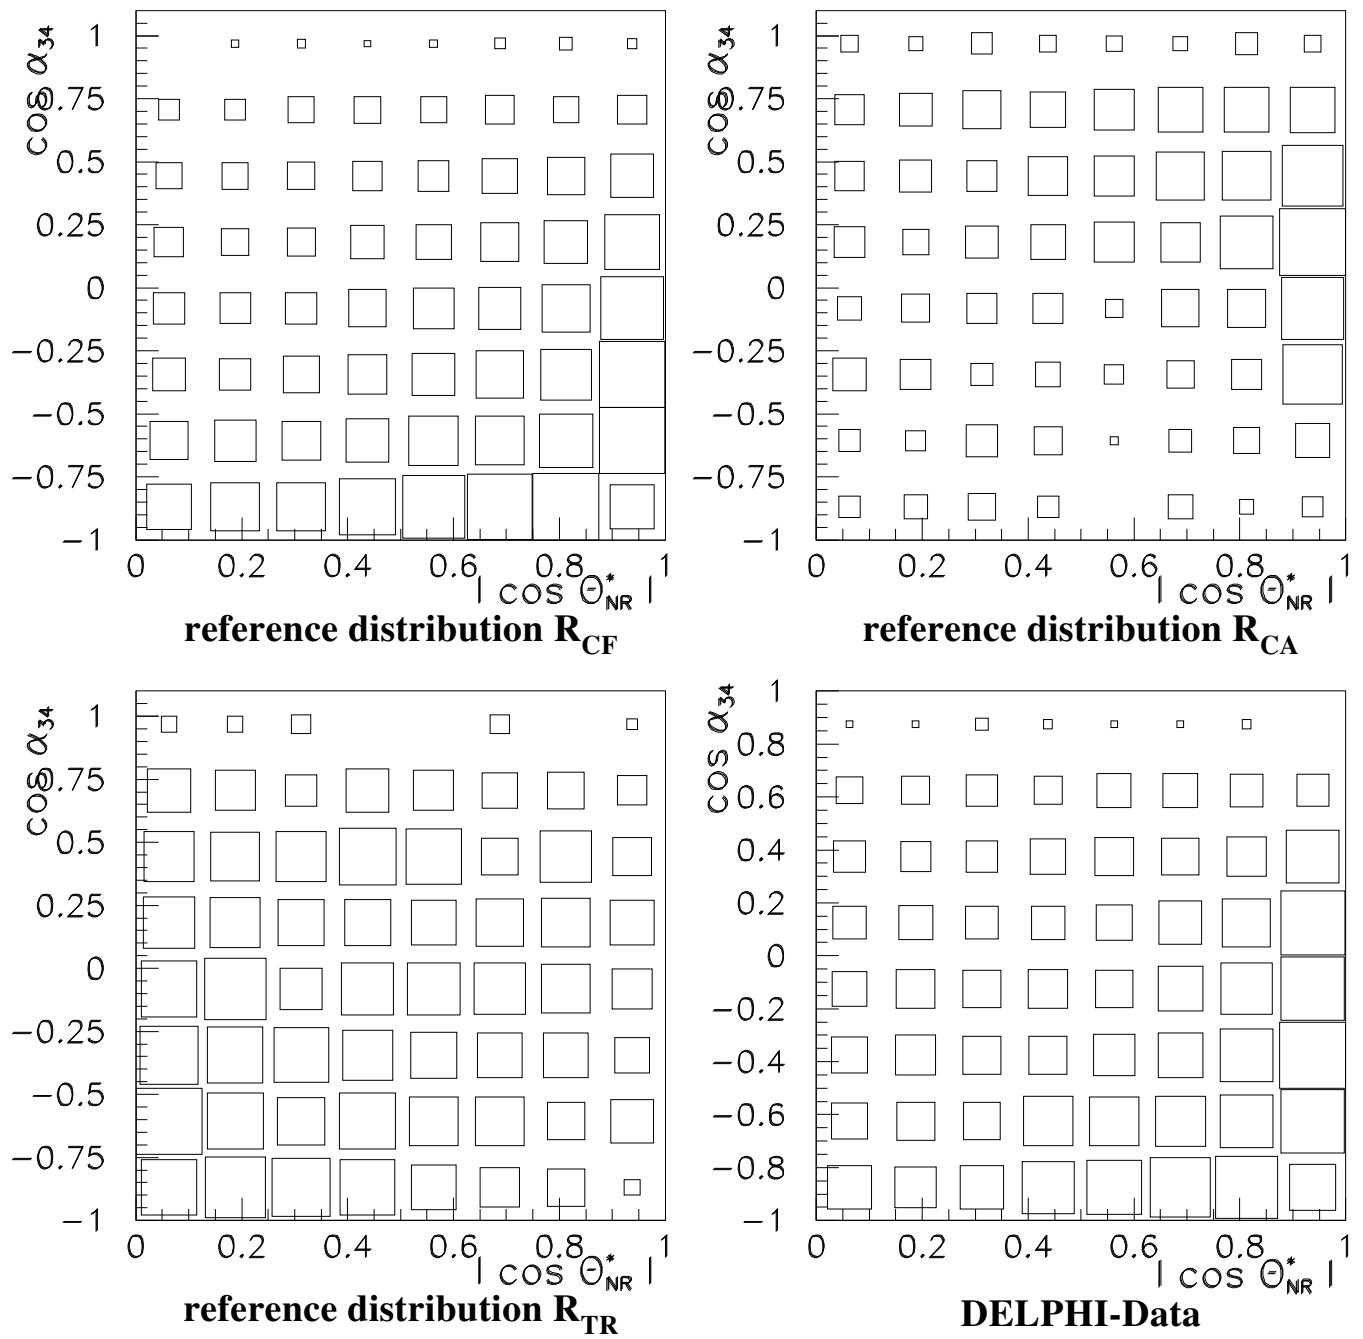 cos α34
1
0.75
0.5
0.25
0
−0.25
−0.5
−0.75
−1
0 0.2 0.4 0.6 0.8 1
| cos Θ*NR |
reference distribution RCF
cos α34
1
0.75
0.5
0.25
0
−0.25
−0.5
−0.75
−1
0 0.2 0.4 0.6 0.8 1
| cos Θ*NR |
reference distribution RCA
cos α34
1
0.75
0.5
0.25
0
−0.25
−0.5
−0.75
−1
0 0.2 0.4 0.6 0.8 1
| cos Θ*NR |
reference distribution RTR
cos α34
1
0.8
0.6
0.4
0.2
0
−0.2
−0.4
−0.6
−0.8
−1
0 0.2 0.4 0.6 0.8 1
| cos Θ*NR |
DELPHI-Data